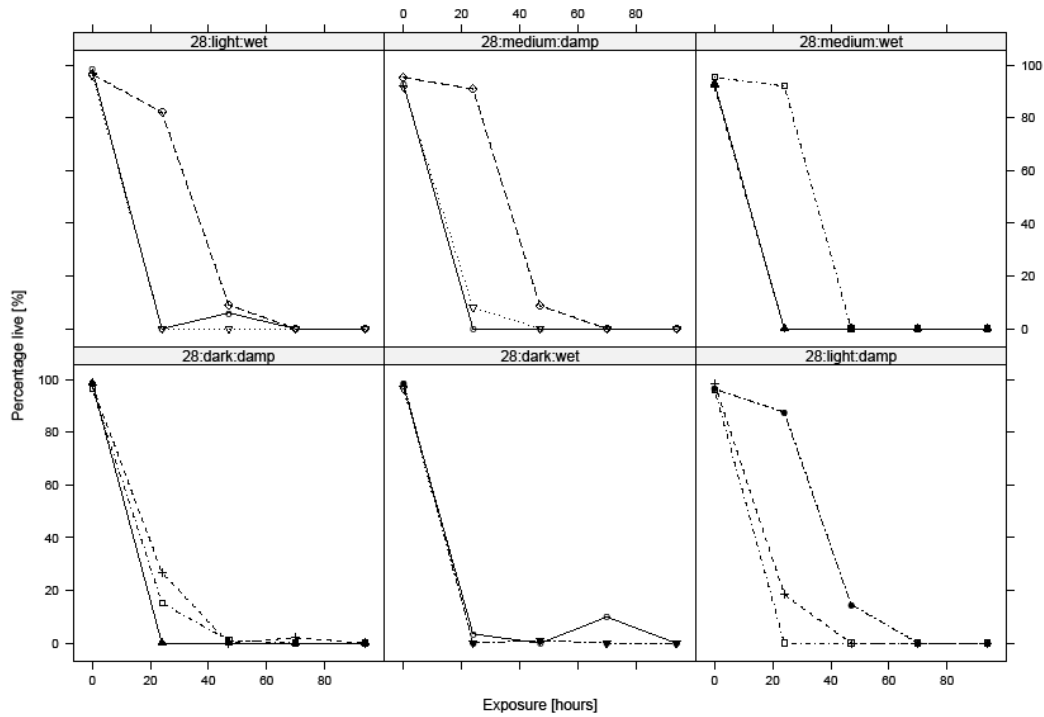 0 20 40 60 80
28:light:wet 28:medium:damp 28:medium:wet
100
80
60
40
20
0
28:dark:damp 28:dark:wet 28:light:damp
100
80
60
40
20
0
Percentage live [%]
0 20 40 60 80 0 20 40 60 80
Exposure [hours]